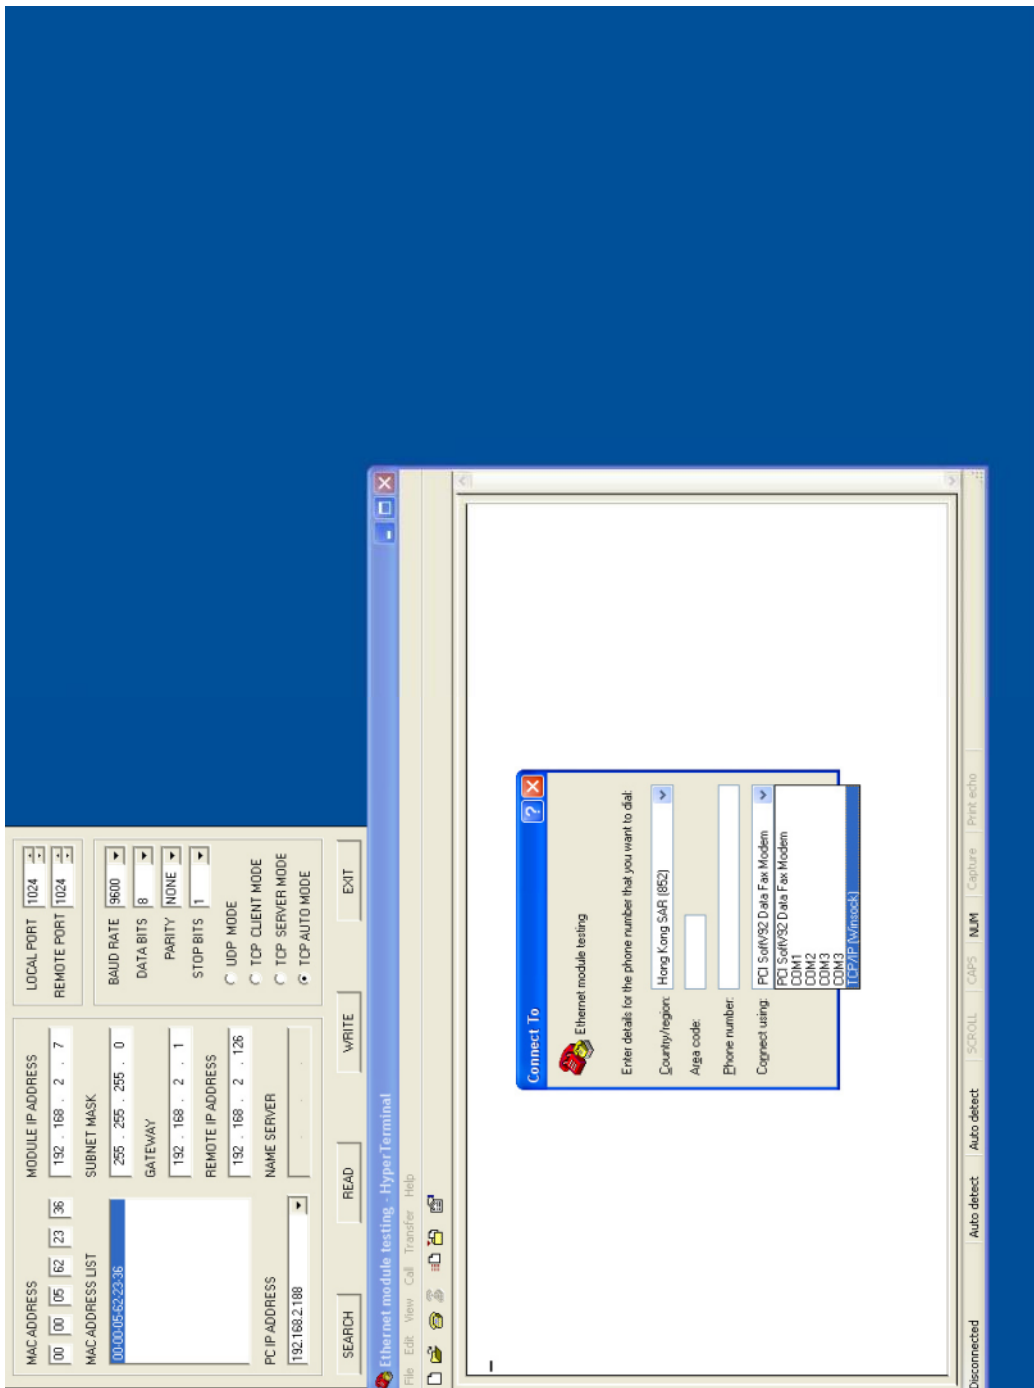 MAC ADDRESS
00 00 05 62 23 36
MAC ADDRESS LIST
00-00-05-62-23-36
PC IP ADDRESS
192.168.2.188
MODULE IP ADDRESS
192 . 168 . 2 . 7
SUBNET MASK
255 . 255 . 255 . 0
GATEWAY
192 . 168 . 2 . 1
REMOTE IP ADDRESS
192 . 168 . 2 . 126
NAME SERVER
LOCAL PORT 1024
REMOTE PORT 1024
BAUD RATE 9600
DATA BITS 8
PARITY NONE
STOP BITS 1
UDP MODE
TCP CLIENT MODE
TCP SERVER MODE
TCP AUTO MODE
SEARCH READ WRITE EXIT
Ethernet module testing - HyperTerminal
File Edit View Call Transfer Help
Connect To
Ethernet module testing
Enter details for the phone number that you want to dial:
Country/region: Hong Kong SAR (852)
Area code:
Phone number:
Connect using: PCI SoftV92 Data Fax Modem
PCI SoftV92 Data Fax Modem
COM1
COM2
COM3
COM3
TCP/IP (Winsock)
Disconnected Auto detect Auto detect SCROLL CAPS NUM Capture Print echo